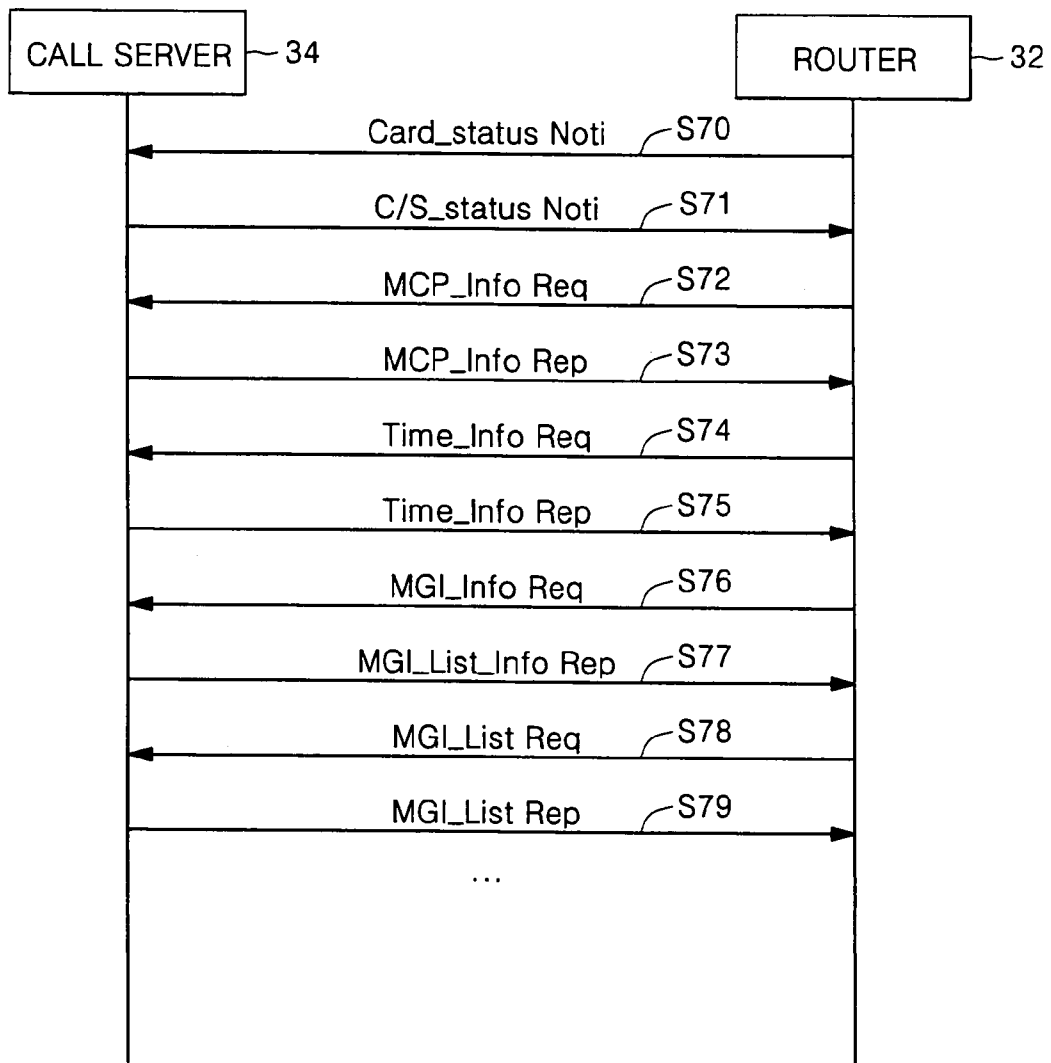 CALL SERVER
34
ROUTER
32
Card_status Noti
S70
C/S_status Noti
S71
MCP_Info Req
S72
MCP_Info Rep
S73
Time_Info Req
S74
Time_Info Rep
S75
MGI_Info Req
S76
MGI_List_Info Rep
S77
MGI_List Req
S78
MGI_List Rep
S79
...